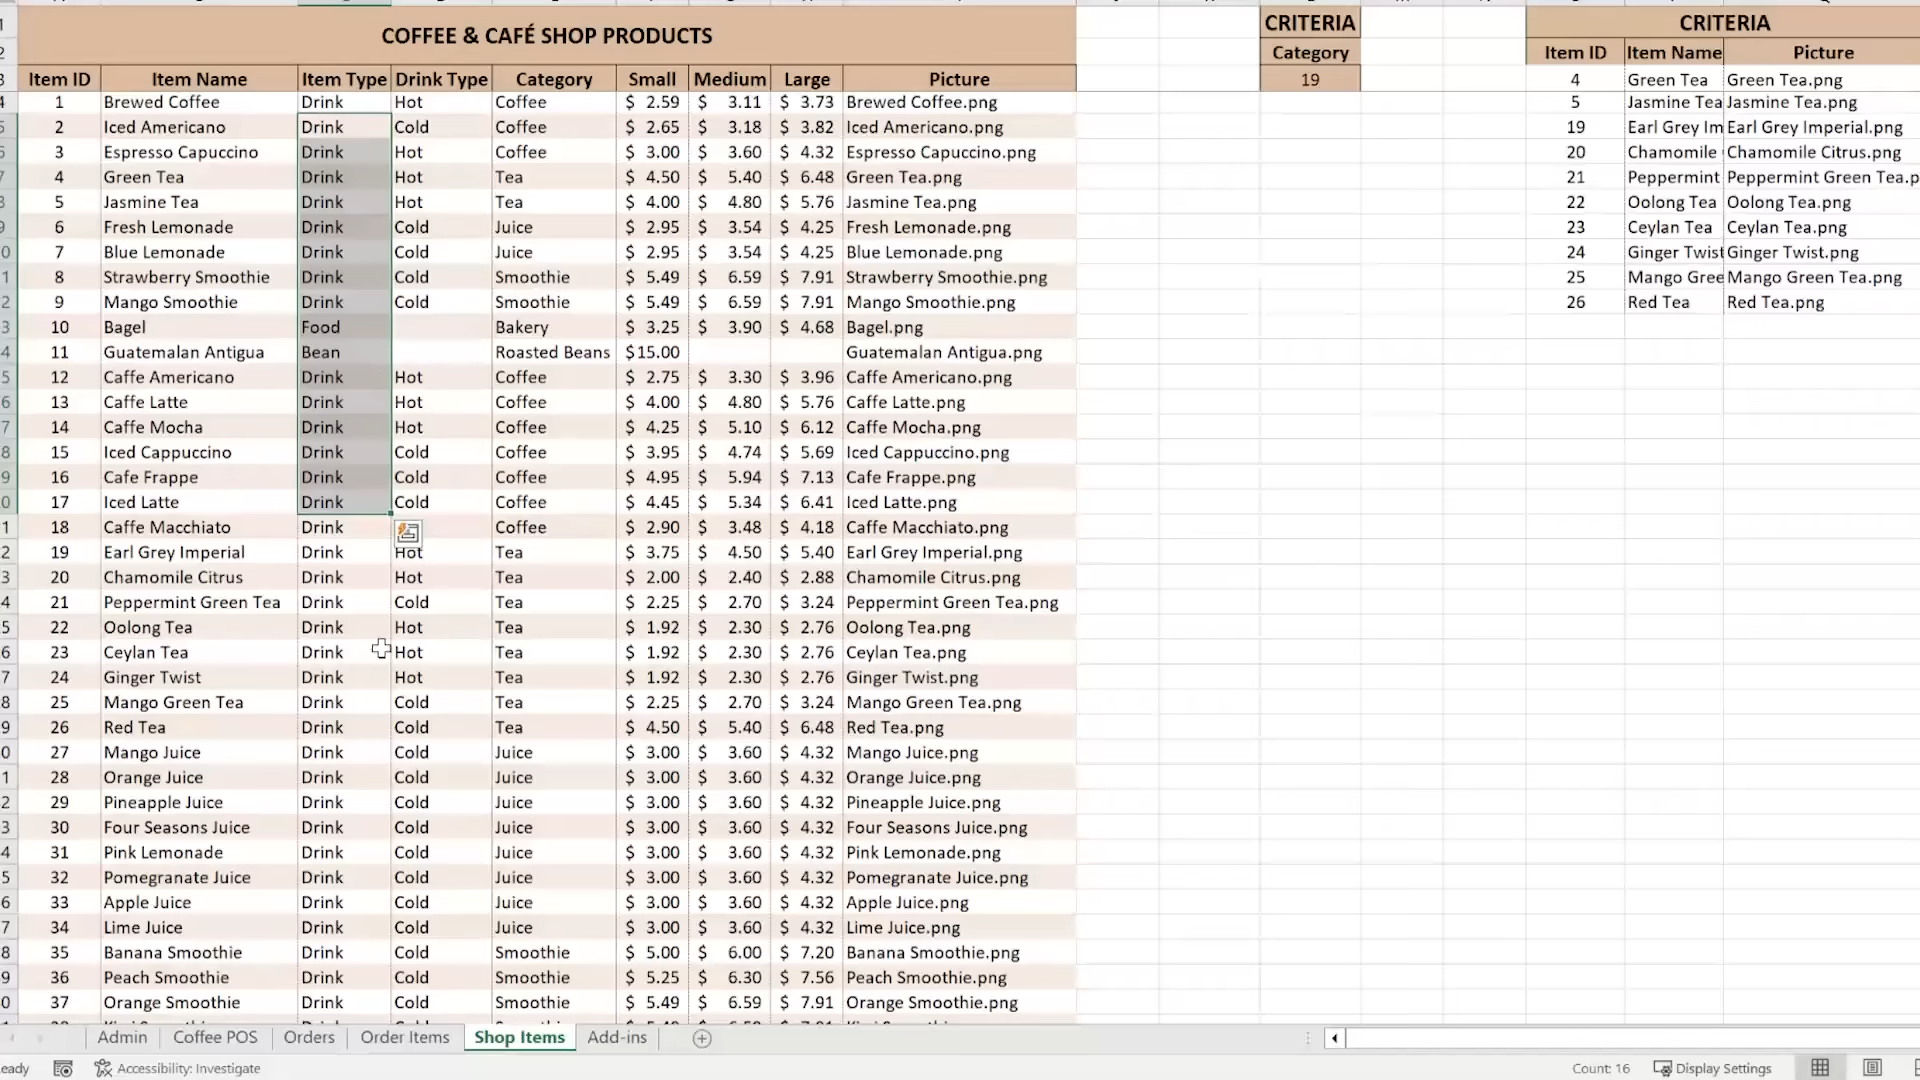 COFFEE & CAFÉ SHOP PRODUCTS CRITERIA CRITERIA
Category Item ID Item Name Picture
Item ID Item Name Item Type Drink Type Category Small Medium Large Picture 19 4 Green Tea Green Tea.png
1 Brewed Coffee Drink Hot Coffee $ 2.59 $ 3.11 $ 3.73 Brewed Coffee.png 5 Jasmine Tea Jasmine Tea.png
2 Iced Americano Drink Cold Coffee $ 2.65 $ 3.18 $ 3.82 Iced Americano.png 19 Earl Grey Im Earl Grey Imperial.png
3 Espresso Capuccino Drink Hot Coffee $ 3.00 $ 3.60 $ 4.32 Espresso Capuccino.png 20 Chamomile Chamomile Citrus.png
4 Green Tea Drink Hot Tea $ 4.50 $ 5.40 $ 6.48 Green Tea.png 21 Peppermint Peppermint Green Tea.p
5 Jasmine Tea Drink Hot Tea $ 4.00 $ 4.80 $ 5.76 Jasmine Tea.png 22 Oolong Tea Oolong Tea.png
6 Fresh Lemonade Drink Cold Juice $ 2.95 $ 3.54 $ 4.25 Fresh Lemonade.png 23 Ceylan Tea Ceylan Tea.png
7 Blue Lemonade Drink Cold Juice $ 2.95 $ 3.54 $ 4.25 Blue Lemonade.png 24 Ginger Twist Ginger Twist.png
8 Strawberry Smoothie Drink Cold Smoothie $ 5.49 $ 6.59 $ 7.91 Strawberry Smoothie.png 25 Mango Gree Mango Green Tea.png
9 Mango Smoothie Drink Cold Smoothie $ 5.49 $ 6.59 $ 7.91 Mango Smoothie.png 26 Red Tea Red Tea.png
10 Bagel Food Bakery $ 3.25 $ 3.90 $ 4.68 Bagel.png
11 Guatemalan Antigua Bean Roasted Beans $15.00 Guatemalan Antigua.png
12 Caffe Americano Drink Hot Coffee $ 2.75 $ 3.30 $ 3.96 Caffe Americano.png
13 Caffe Latte Drink Hot Coffee $ 4.00 $ 4.80 $ 5.76 Caffe Latte.png
14 Caffe Mocha Drink Hot Coffee $ 4.25 $ 5.10 $ 6.12 Caffe Mocha.png
15 Iced Cappuccino Drink Cold Coffee $ 3.95 $ 4.74 $ 5.69 Iced Cappuccino.png
16 Cafe Frappe Drink Cold Coffee $ 4.95 $ 5.94 $ 7.13 Cafe Frappe.png
17 Iced Latte Drink Cold Coffee $ 4.45 $ 5.34 $ 6.41 Iced Latte.png
18 Caffe Macchiato Drink Coffee $ 2.90 $ 3.48 $ 4.18 Caffe Macchiato.png
19 Earl Grey Imperial Drink Hot Tea $ 3.75 $ 4.50 $ 5.40 Earl Grey Imperial.png
20 Chamomile Citrus Drink Hot Tea $ 2.00 $ 2.40 $ 2.88 Chamomile Citrus.png
21 Peppermint Green Tea Drink Cold Tea $ 2.25 $ 2.70 $ 3.24 Peppermint Green Tea.png
22 Oolong Tea Drink Hot Tea $ 1.92 $ 2.30 $ 2.76 Oolong Tea.png
23 Ceylan Tea Drink Hot Tea $ 1.92 $ 2.30 $ 2.76 Ceylan Tea.png
24 Ginger Twist Drink Hot Tea $ 1.92 $ 2.30 $ 2.76 Ginger Twist.png
25 Mango Green Tea Drink Cold Tea $ 2.25 $ 2.70 $ 3.24 Mango Green Tea.png
26 Red Tea Drink Cold Tea $ 4.50 $ 5.40 $ 6.48 Red Tea.png
27 Mango Juice Drink Cold Juice $ 3.00 $ 3.60 $ 4.32 Mango Juice.png
28 Orange Juice Drink Cold Juice $ 3.00 $ 3.60 $ 4.32 Orange Juice.png
29 Pineapple Juice Drink Cold Juice $ 3.00 $ 3.60 $ 4.32 Pineapple Juice.png
30 Four Seasons Juice Drink Cold Juice $ 3.00 $ 3.60 $ 4.32 Four Seasons Juice.png
31 Pink Lemonade Drink Cold Juice $ 3.00 $ 3.60 $ 4.32 Pink Lemonade.png
32 Pomegranate Juice Drink Cold Juice $ 3.00 $ 3.60 $ 4.32 Pomegranate Juice.png
33 Apple Juice Drink Cold Juice $ 3.00 $ 3.60 $ 4.32 Apple Juice.png
34 Lime Juice Drink Cold Juice $ 3.00 $ 3.60 $ 4.32 Lime Juice.png
35 Banana Smoothie Drink Cold Smoothie $ 5.00 $ 6.00 $ 7.20 Banana Smoothie.png
36 Peach Smoothie Drink Cold Smoothie $ 5.25 $ 6.30 $ 7.56 Peach Smoothie.png
37 Orange Smoothie Drink Cold Smoothie $ 5.49 $ 6.59 $ 7.91 Orange Smoothie.png
Admin Coffee POS Orders Order Items Shop Items Add-ins
eady Accessibility: Investigate Count: 16 Display Settings